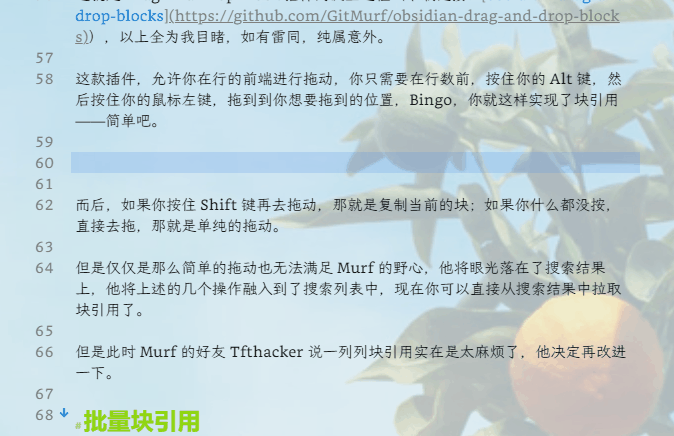 drop-blocks](https://github.com/GitMurf/obsidian-drag-and-drop-block
s)），以上全为我目睹，如有雷同，纯属意外。
57
58 这款插件，允许你在行的前端进行拖动，你只需要在行数前，按住你的 Alt 键，然
后按住你的鼠标左键，拖到到你想要拖到的位置，Bingo，你就这样实现了块引用
——简单吧。
59
60
61
62 而后，如果你按住 Shift 键再去拖动，那就是复制当前的块；如果你什么都没按，
直接去拖，那就是单纯的拖动。
63
64 但是仅仅是那么简单的拖动也无法满足 Murf 的野心，他将眼光落在了搜索结果
上，他将上述的几个操作融入到了搜索列表中，现在你可以直接从搜索结果中拉取
块引用了。
65
66 但是此时 Murf 的好友 Tfthacker 说一列列块引用实在是太麻烦了，他决定再改进
一下。
67
68 #批量块引用